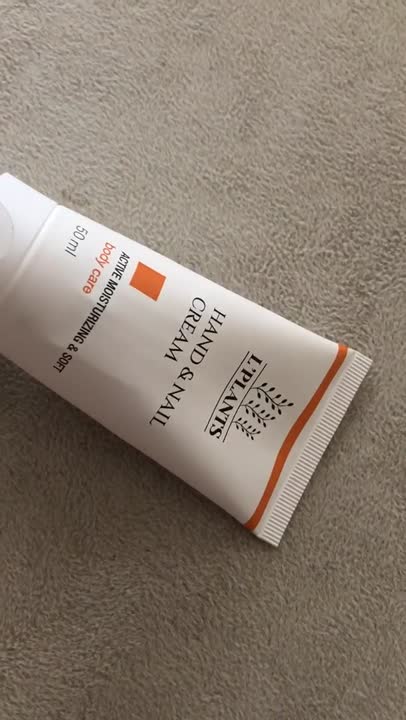 L'PLANTS
HAND & NAIL
CREAM
ACTIVE MOISTURIZING & SOFT
body care
50 ml